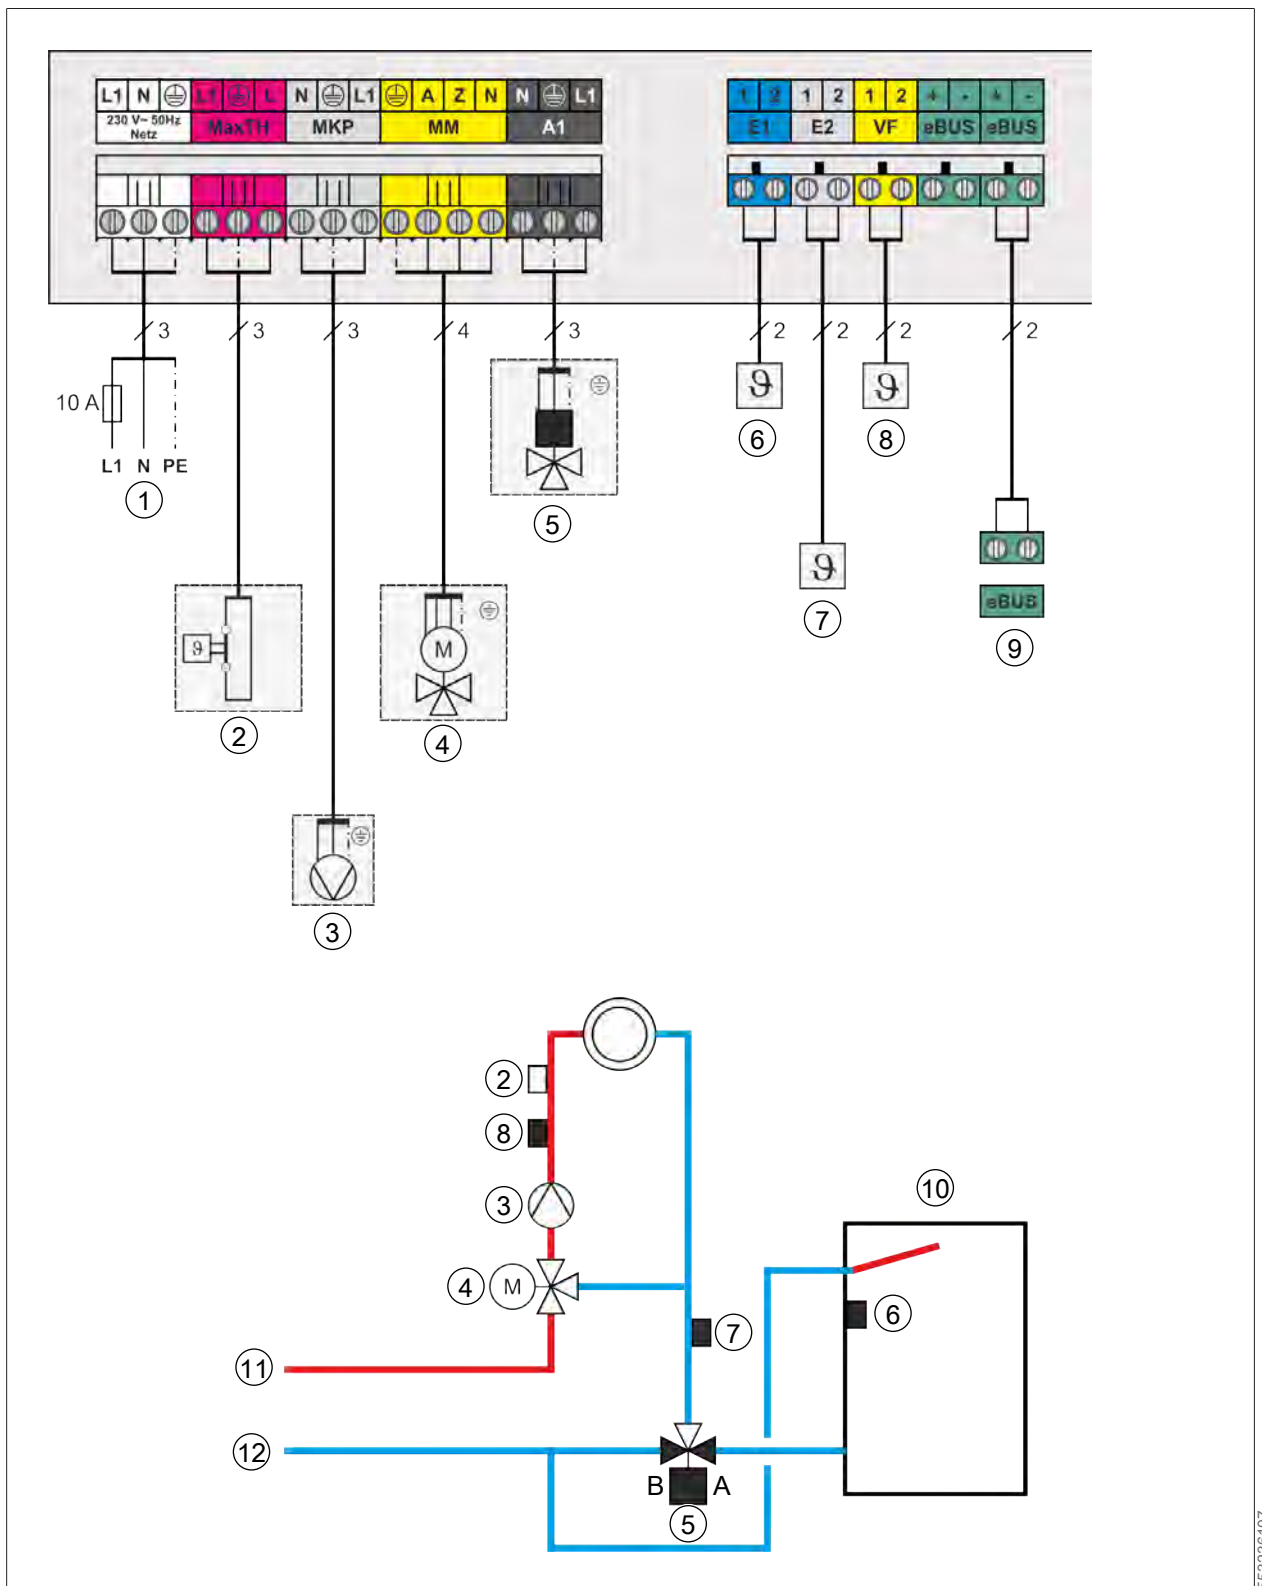 L1 N L1 L N L1 A Z N N L1 1 2 1 2 1 2 + - + -
230 V~ 50Hz Netz MaxTH MKP MM A1 E1 E2 VF eBUS eBUS
3 3 3 4 3 2 2 2 2
10 A
L1 N PE
ϑ ϑ
1 5 6 8
ϑ
eBUS
7 9
ϑ M
2 4
3
2
8
10
3
4 M
6
7
11
12
B A
5